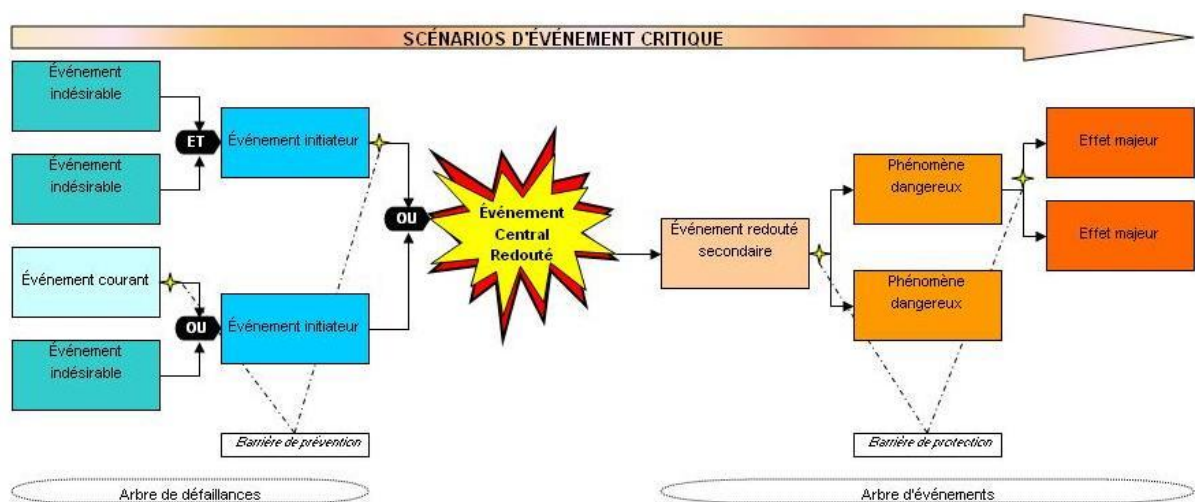 SCÉNARIOS D'ÉVÉNEMENT CRITIQUE
Événement
indésirable
ET
Événement initiateur
Événement
indésirable
Événement courant
OU
Événement initiateur
Événement
indésirable
OU
Événement
Central
Redouté
Événement redouté
secondaire
Phénomène
dangereux
Phénomène
dangereux
Effet majeur
Effet majeur
Barrière de prévention
Barrière de protection
Arbre de défaillances
Arbre d'événements